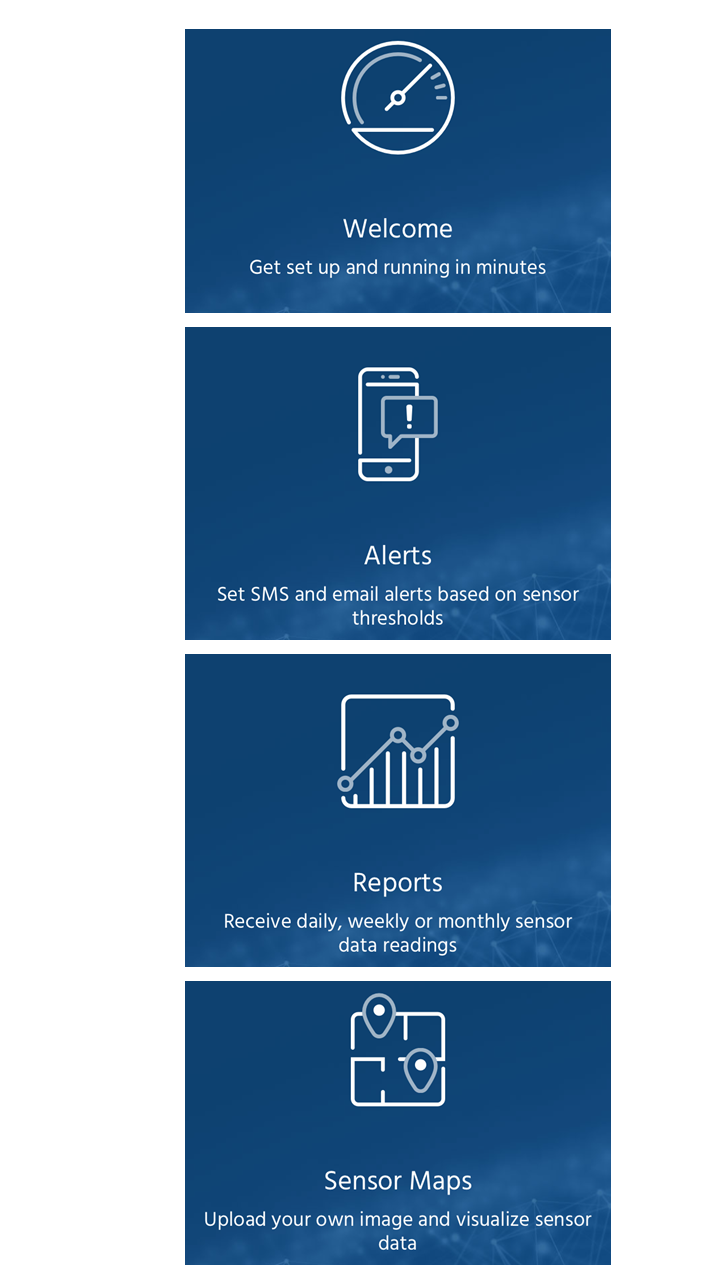 Welcome
Get set up and running in minutes
!
Alerts
Set SMS and email alerts based on sensor
thresholds
Reports
Receive daily, weekly or monthly sensor
data readings
Sensor Maps
Upload your own image and visualize sensor
data